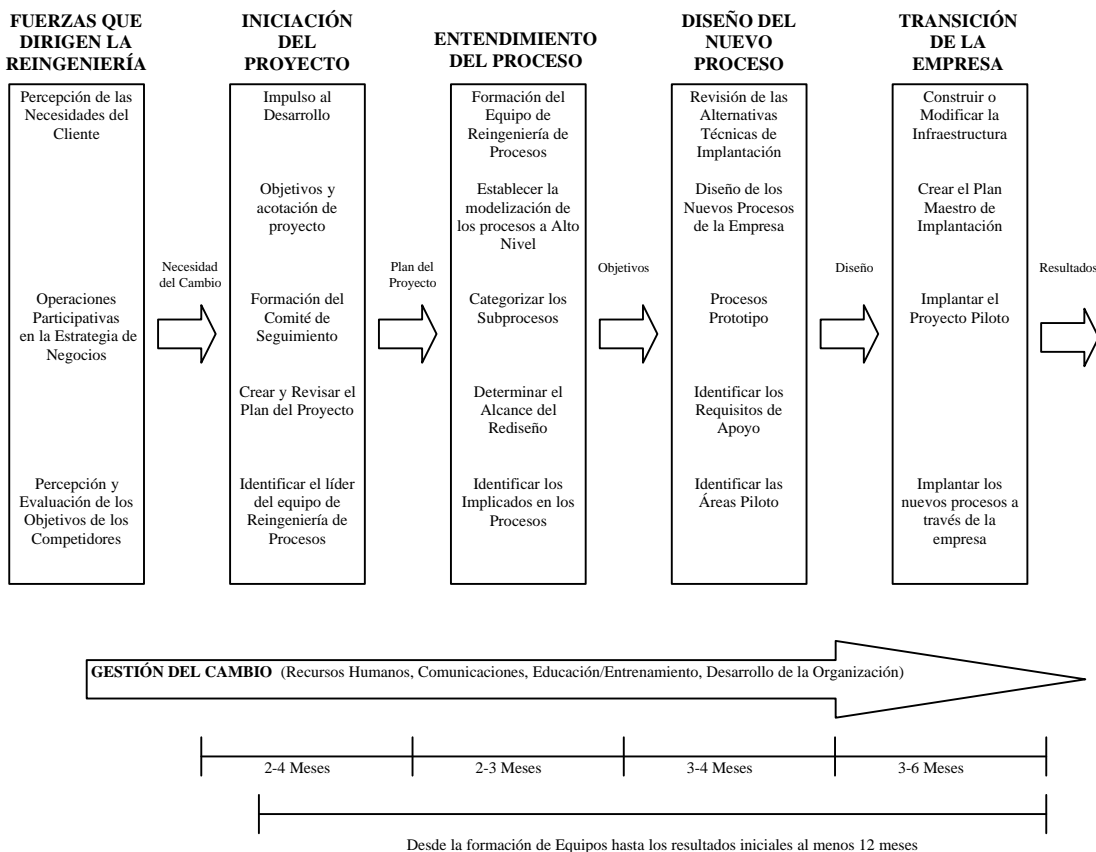 FUERZAS QUE
DIRIGEN LA
REINGENIERÍA
Percepción de las
Necesidades del
Cliente
Operaciones
Participativas
en la Estrategia de
Negocios
Percepción y
Evaluación de los
Objetivos de los
Competidores
Necesidad
del Cambio
INICIACIÓN
DEL
PROYECTO
Impulso al
Desarrollo
Objetivos y
acotación de
proyecto
Formación del
Comité de
Seguimiento
Crear y Revisar el
Plan del Proyecto
Identificar el líder
del equipo de
Reingeniería de
Procesos
Plan del
Proyecto
ENTENDIMIENTO
DEL PROCESO
Formación del
Equipo de
Reingeniería de
Procesos
Establecer la
modelización de
los procesos a Alto
Nivel
Categorizar los
Subprocesos
Determinar el
Alcance del
Rediseño
Identificar los
Implicados en los
Procesos
Objetivos
DISEÑO DEL
NUEVO
PROCESO
Revisión de las
Alternativas
Técnicas de
Implantación
Diseño de los
Nuevos Procesos
de la Empresa
Procesos
Prototipo
Identificar los
Requisitos de
Apoyo
Identificar las
Áreas Piloto
Diseño
TRANSICIÓN
DE LA
EMPRESA
Construir o
Modificar la
Infraestructura
Crear el Plan
Maestro de
Implantación
Implantar el
Proyecto Piloto
Implantar los
nuevos procesos a
través de la
empresa
Resultados
GESTIÓN DEL CAMBIO (Recursos Humanos, Comunicaciones, Educación/Entrenamiento, Desarrollo de la Organización)
2-4 Meses
2-3 Meses
3-4 Meses
3-6 Meses
Desde la formación de Equipos hasta los resultados iniciales al menos 12 meses